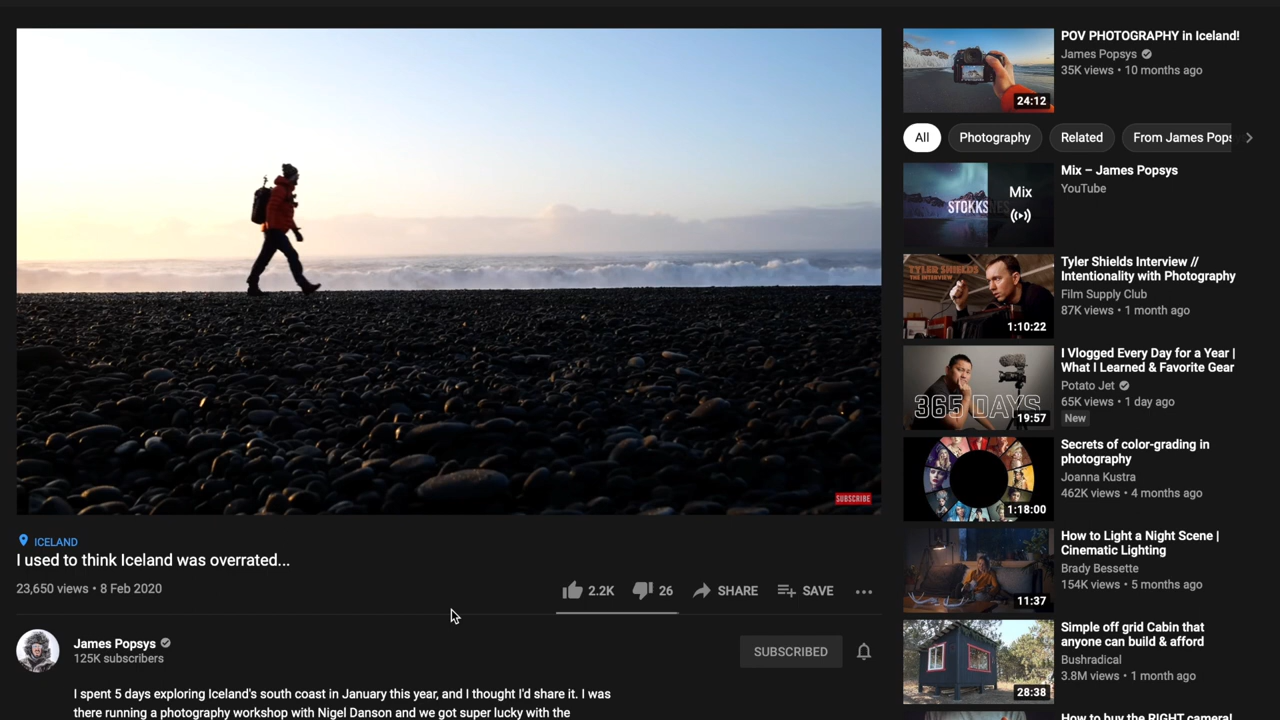 SUBSCRIBE
ICELAND
I used to think Iceland was overrated...
23,650 views • 8 Feb 2020
2.2K
26
SHARE
SAVE
James Popsys
125K subscribers
SUBSCRIBED
I spent 5 days exploring Iceland's south coast in January this year, and I thought I'd share it. I was
there running a photography workshop with Nigel Danson and we got super lucky with the
24:12
POV PHOTOGRAPHY in Iceland!
James Popsys
35K views • 10 months ago
All
Photography
Related
From James Pops
STOKKSNES
Mix
Mix – James Popsys
YouTube
TYLER SHIELDS
THE INTERVIEW
1:10:22
Tyler Shields Interview //
Intentionality with Photography
Film Supply Club
87K views • 1 month ago
365 DAYS
19:57
I Vlogged Every Day for a Year |
What I Learned & Favorite Gear
Potato Jet
65K views • 1 day ago
New
1:18:00
Secrets of color-grading in
photography
Joanna Kustra
462K views • 4 months ago
11:37
How to Light a Night Scene |
Cinematic Lighting
Brady Bessette
154K views • 5 months ago
28:38
Simple off grid Cabin that
anyone can build & afford
Bushradical
3.8M views • 1 month ago
How to buy the RIGHT camera!